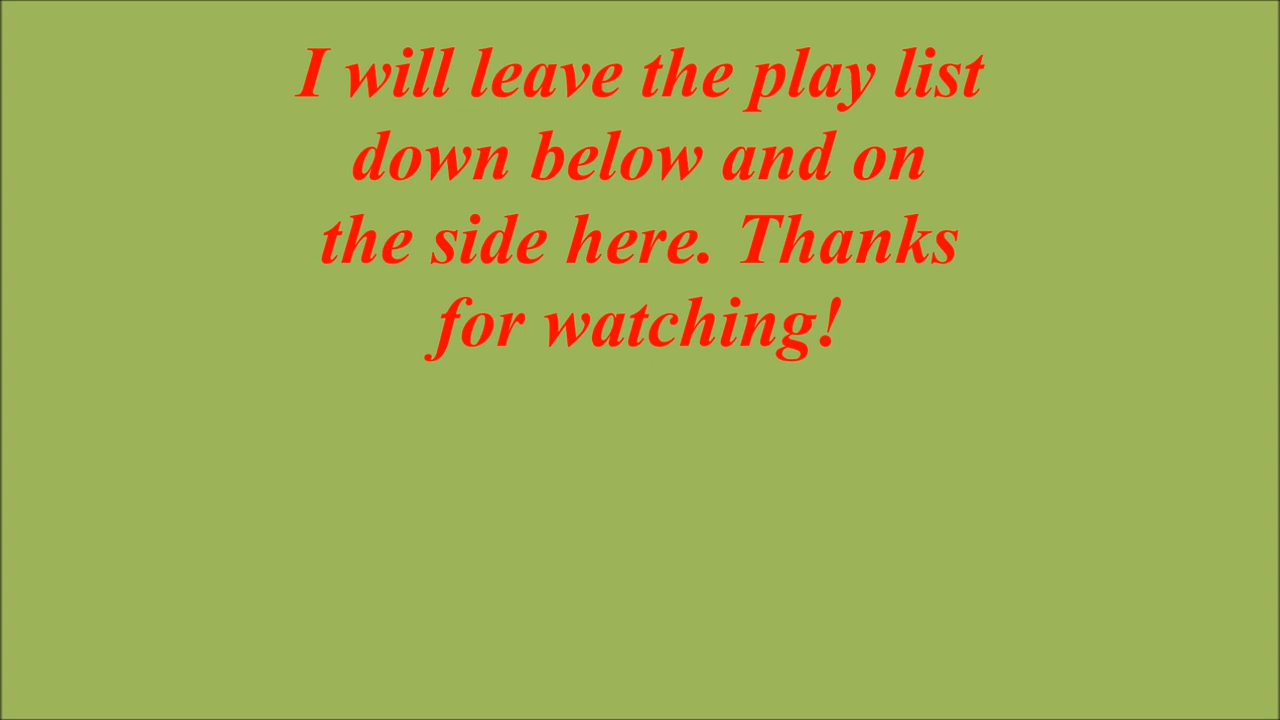 I will leave the play list
down below and on
the side here. Thanks
for watching!